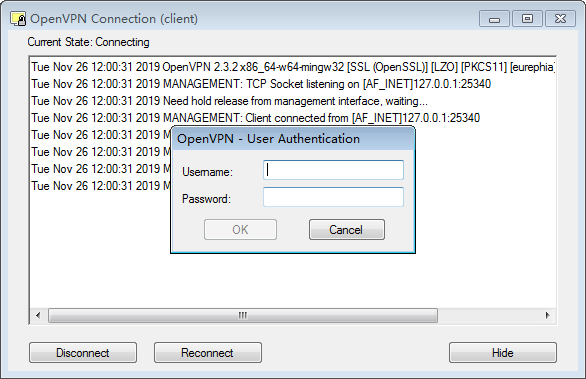 OpenVPN Connection (client)
Current State: Connecting
Tue Nov 26 12:00:31 2019 OpenVPN 2.3.2 x86_64-w64-mingw32 [SSL (OpenSSL)] [LZO] [PKCS11] [eurephia]
Tue Nov 26 12:00:31 2019 MANAGEMENT: TCP Socket listening on [AF_INET]127.0.0.1:25340
Tue Nov 26 12:00:31 2019 Need hold release from management interface, waiting...
Tue Nov 26 12:00:31 2019 MANAGEMENT: Client connected from [AF_INET]127.0.0.1:25340
Tue Nov 26 12:00:31 2019 M
Tue Nov 26 12:00:31 2019 M
Tue Nov 26 12:00:31 2019 M
Tue Nov 26 12:00:31 2019 M
OpenVPN - User Authentication
Username:
Password:
OK Cancel
Disconnect Reconnect Hide